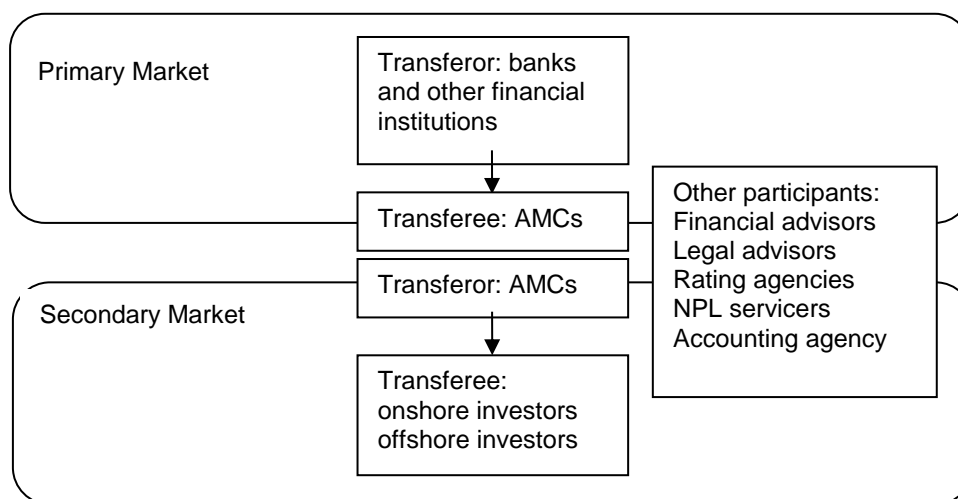 Primary Market
Transferor: banks
and other financial
institutions
Transferee: AMCs
Other participants:
Financial advisors
Legal advisors
Rating agencies
NPL servicers
Accounting agency
Transferor: AMCs
Secondary Market
Transferee:
onshore investors
offshore investors